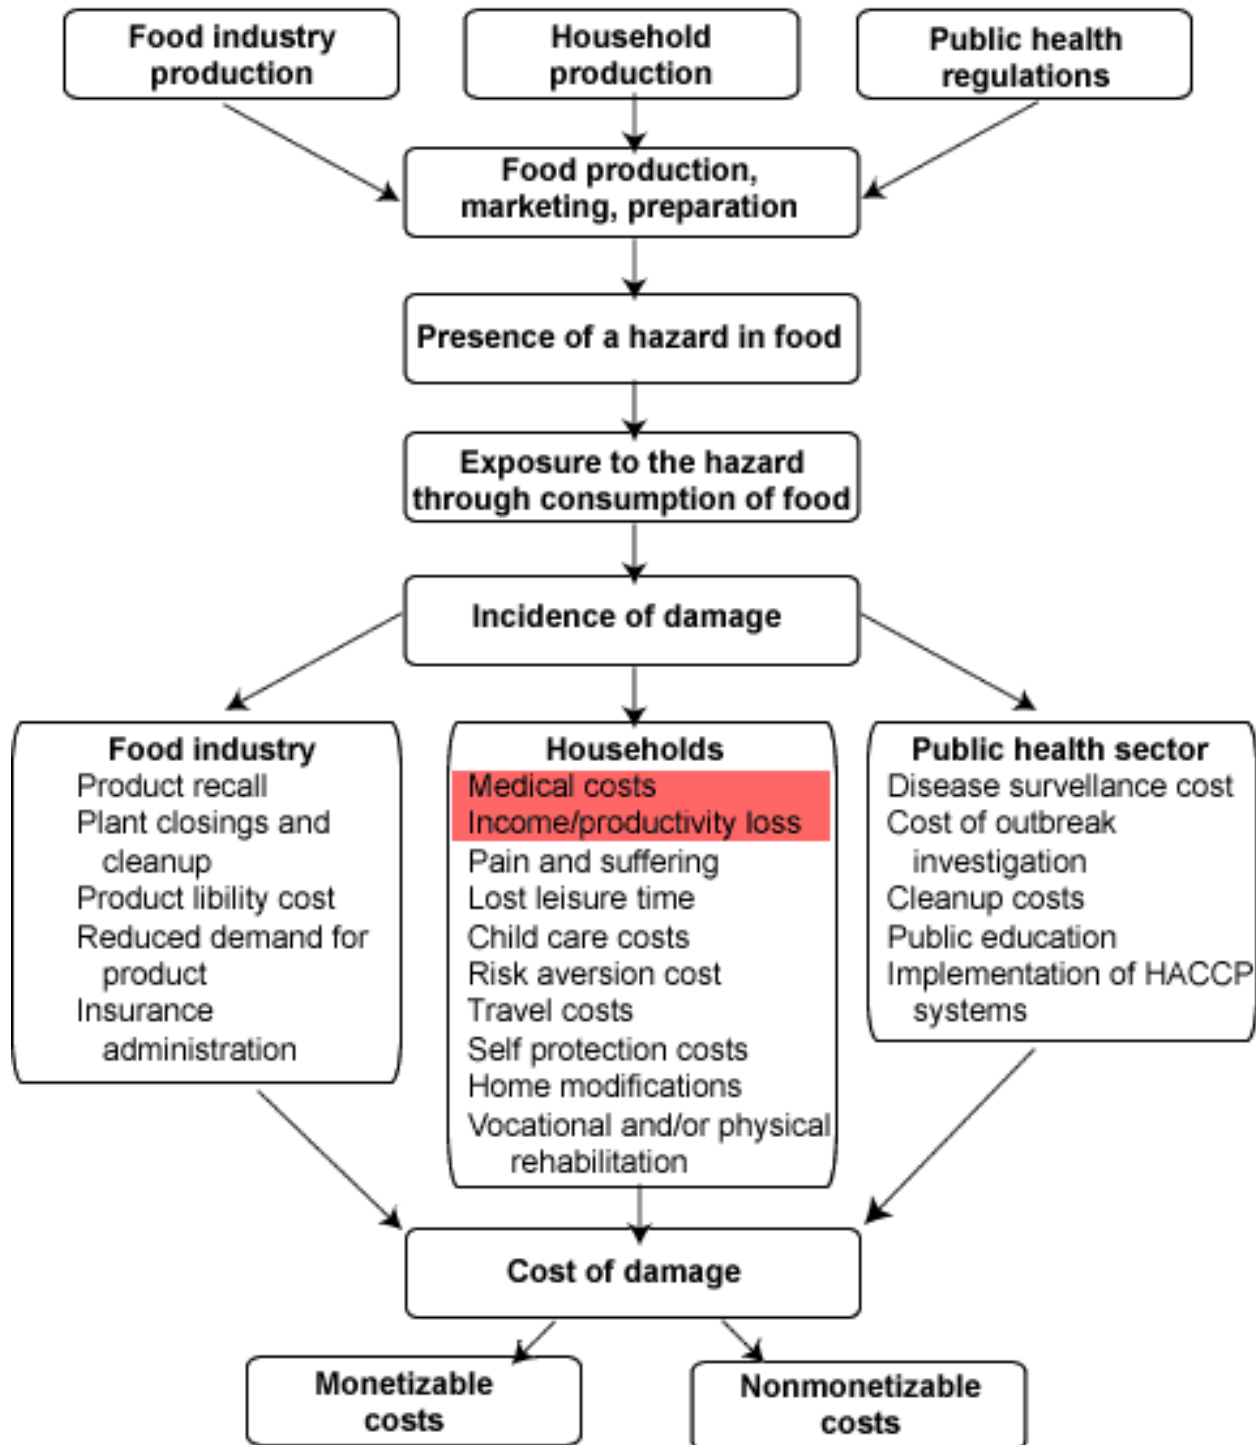 Food industry
production
Household
production
Public health
regulations
Food production,
marketing, preparation
Presence of a hazard in food
Exposure to the hazard
through consumption of food
Incidence of damage
Food industry
Product recall
Plant closings and
cleanup
Product libility cost
Reduced demand for
product
Insurance
administration
Households
Medical costs
Income/productivity loss
Pain and suffering
Lost leisure time
Child care costs
Risk aversion cost
Travel costs
Self protection costs
Home modifications
Vocational and/or physical
rehabilitation
Public health sector
Disease survellance cost
Cost of outbreak
investigation
Cleanup costs
Public education
Implementation of HACCP
systems
Cost of damage
Monetizable
costs
Nonmonetizable
costs